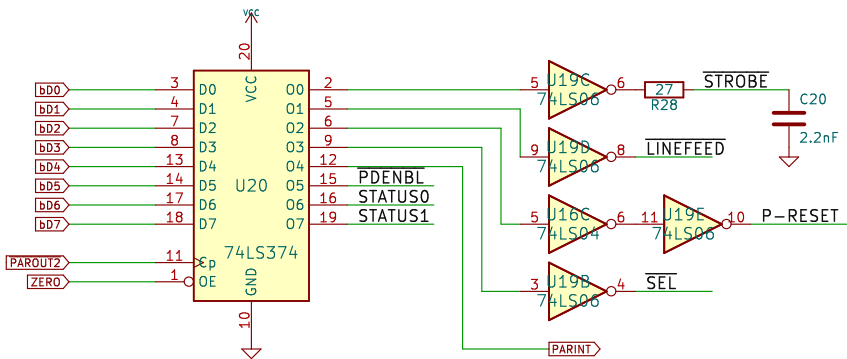 VCC
20
VCC
bD0 3 D0 O0 2
bD1 4 D1 O1 5
bD2 7 D2 O2 6
bD3 8 D3 O3 9
bD4 13 D4 O4 12
bD5 14 D5 O5 15 PDENBL
bD6 17 D6 O6 16 STATUS0
bD7 18 D7 O7 19 STATUS1
U20
74LS374
PAROUT2 11 Cp
ZERO 1 OE
GND
10
5 U19C 6
74LS06
27
R28
STROBE
C20
2.2nF
9 U19D 8
74LS06
LINEFEED
5 U16C 6
74LS04
11 U19E 10
74LS06
P-RESET
3 U19B 4
74LS06
SEL
PARINT